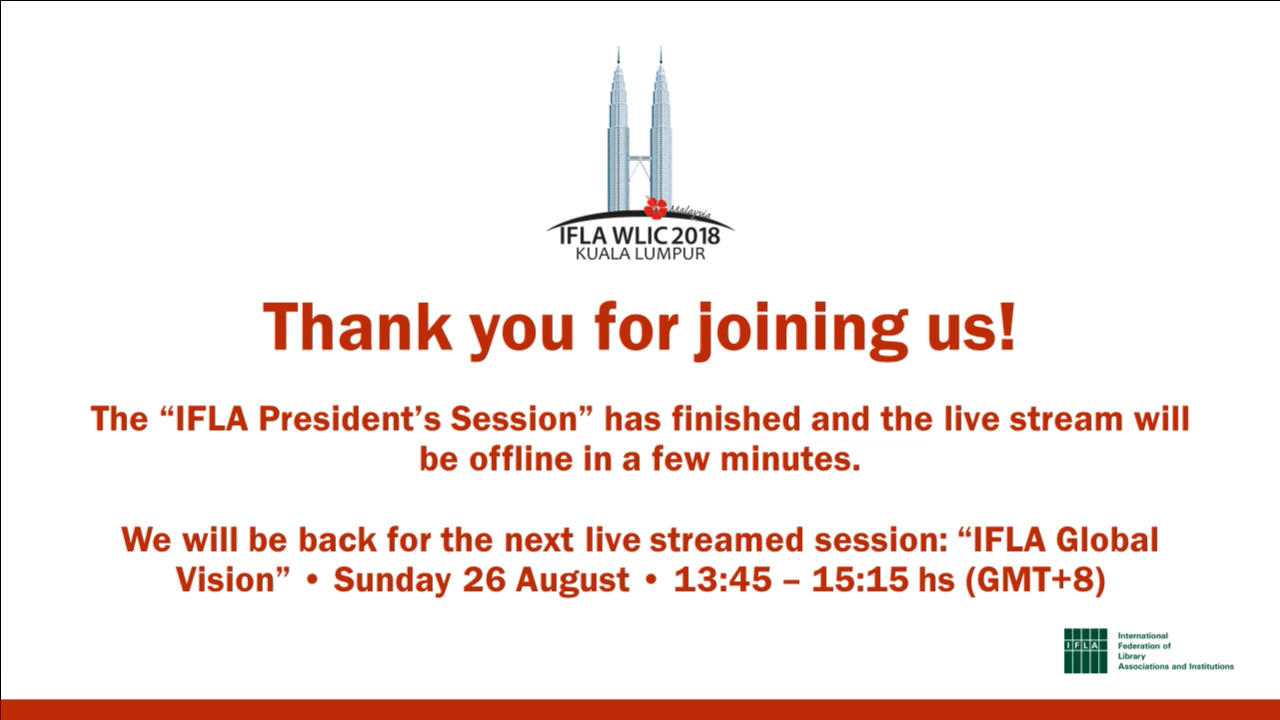 Malaysia
IFLA WLIC 2018
KUALA LUMPUR
Thank you for joining us!
The “IFLA President’s Session” has finished and the live stream will
be offline in a few minutes.
We will be back for the next live streamed session: “IFLA Global
Vision” • Sunday 26 August • 13:45 – 15:15 hs (GMT+8)
IFLA
International
Federation of
Library
Associations and Institutions